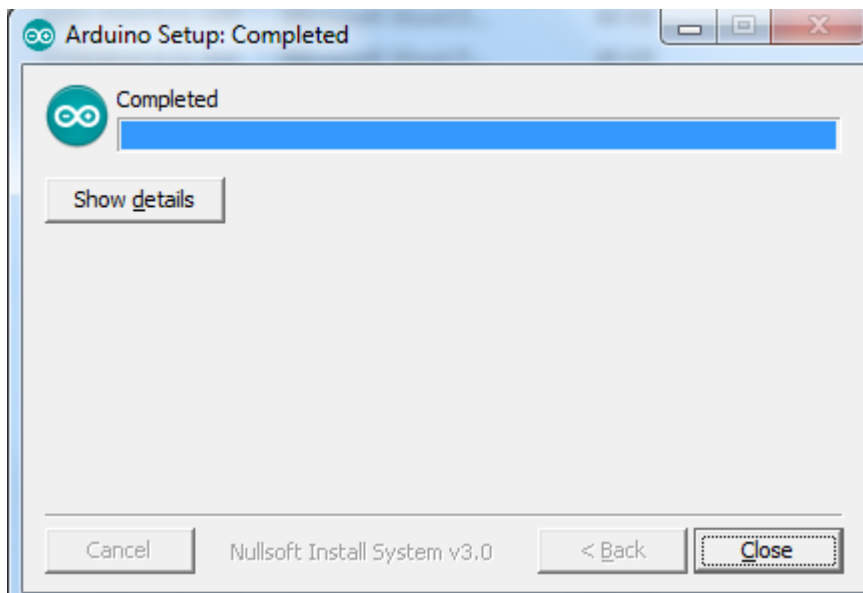 Arduino Setup: Completed
Completed
Show details
Cancel
Nullsoft Install System v3.0
< Back
Close